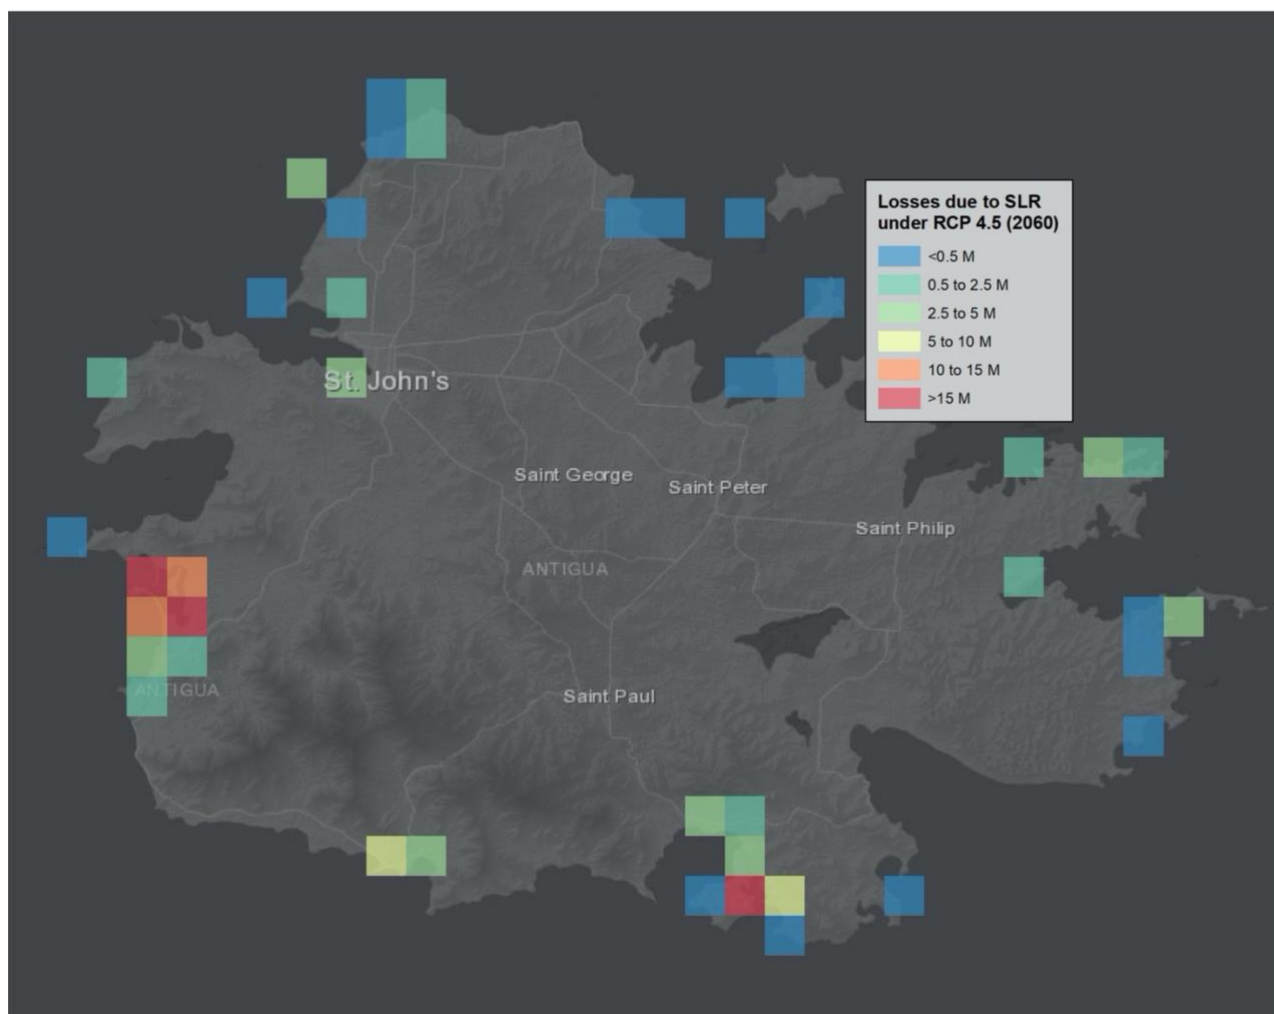 Losses due to SLR
under RCP 4.5 (2060)
<0.5 M
0.5 to 2.5 M
2.5 to 5 M
5 to 10 M
10 to 15 M
>15 M
St. John's
Saint George
Saint Peter
Saint Philip
ANTIGUA
ANTIGUA
Saint Paul